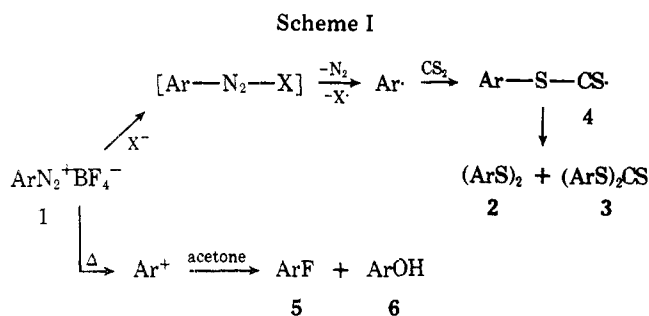 Scheme I
[Ar—N₂—X] −N₂ −X· Ar· CS₂ Ar—S—CS·
4
X⁻
ArN₂⁺BF₄⁻
1
(ArS)₂ + (ArS)₂CS
2 3
Δ Ar⁺ acetone ArF + ArOH
5 6